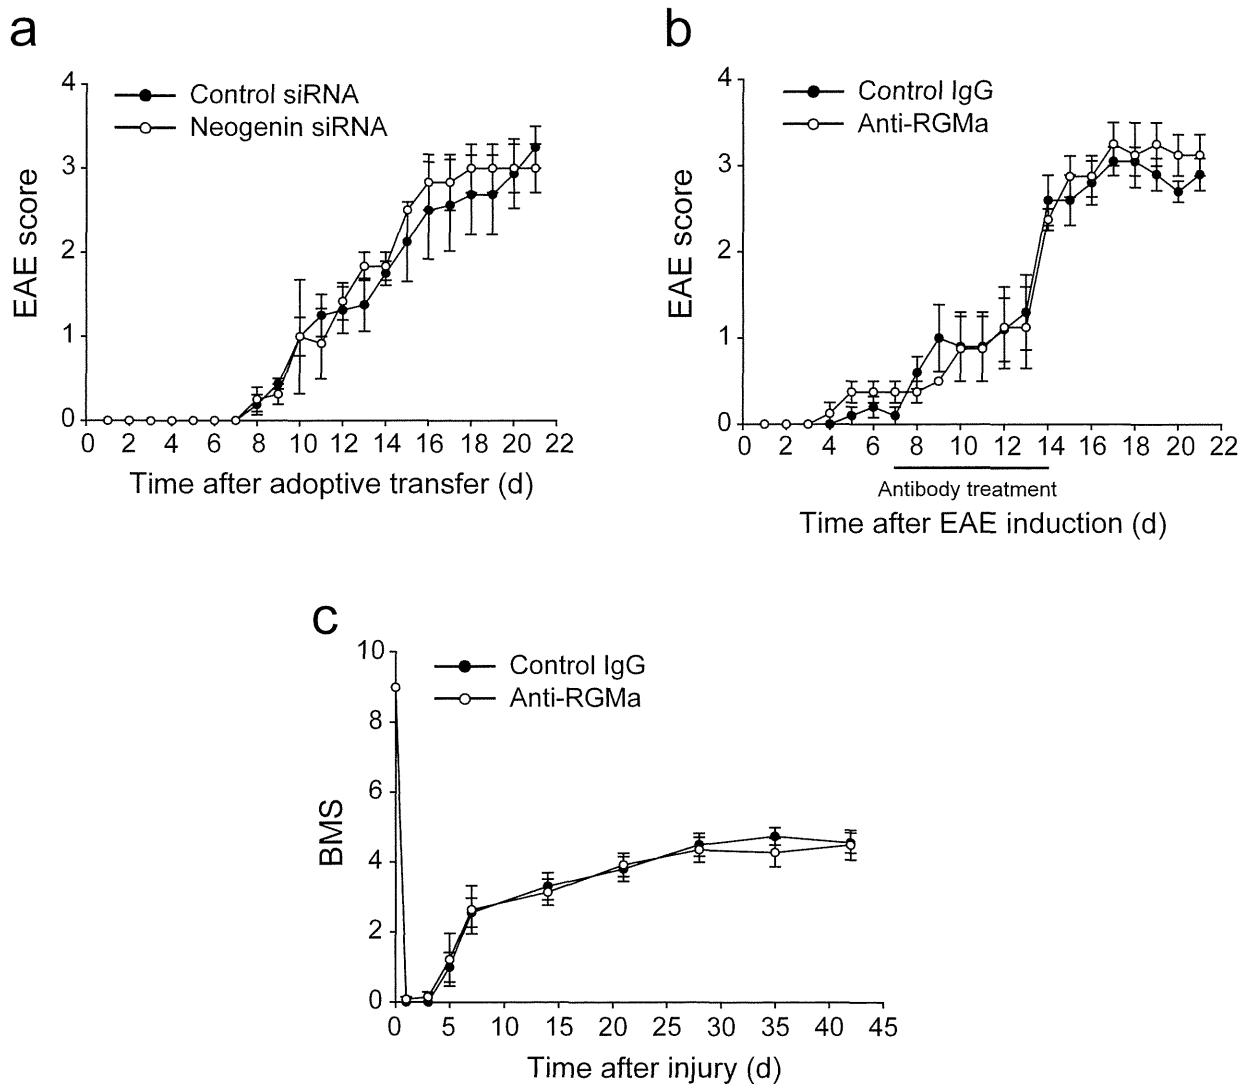 a
4
3
2
1
0
EAE score
Control siRNA
Neogenin siRNA
0 2 4 6 8 10 12 14 16 18 20 22
Time after adoptive transfer (d)
b
4
3
2
1
0
EAE score
Control IgG
Anti-RGMa
0 2 4 6 8 10 12 14 16 18 20 22
Antibody treatment
Time after EAE induction (d)
c
10
8
6
4
2
0
BMS
Control IgG
Anti-RGMa
0 5 10 15 20 25 30 35 40 45
Time after injury (d)